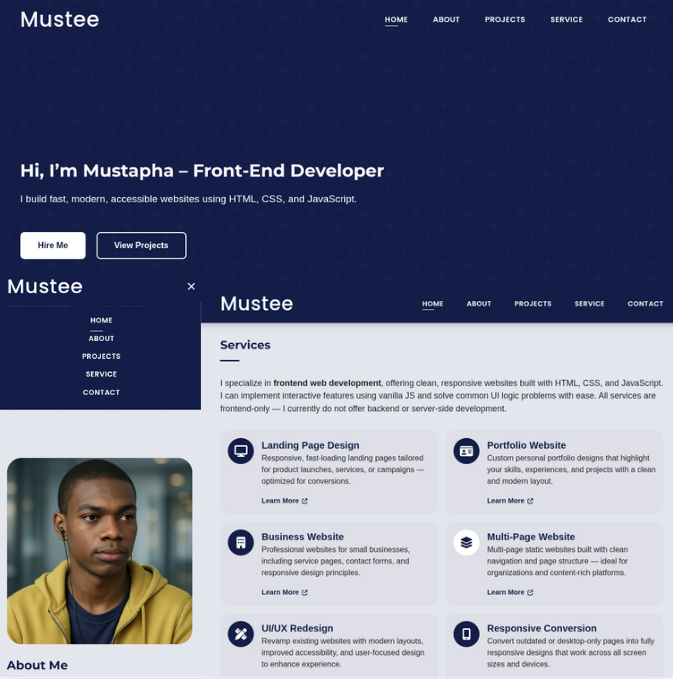 Mustee
HOME ABOUT PROJECTS SERVICE CONTACT
Hi, I’m Mustapha – Front-End Developer
I build fast, modern, accessible websites using HTML, CSS, and JavaScript.
Hire Me View Projects
Mustee
HOME
ABOUT
PROJECTS
SERVICE
CONTACT
About Me
Mustee
HOME ABOUT PROJECTS SERVICE CONTACT
Services
I specialize in frontend web development, offering clean, responsive websites built with HTML, CSS, and JavaScript.
I can implement interactive features using vanilla JS and solve common UI logic problems with ease. All services are
frontend-only — I currently do not offer backend or server-side development.
Landing Page Design
Responsive, fast-loading landing pages tailored
for product launches, services, or campaigns —
optimized for conversions.
Learn More
Portfolio Website
Custom personal portfolio designs that highlight
your skills, experiences, and projects with a clean
and modern layout.
Learn More
Business Website
Professional websites for small businesses,
including service pages, contact forms, and
responsive design principles.
Learn More
Multi-Page Website
Multi-page static websites built with clean
navigation and page structure — ideal for
organizations and content-rich platforms.
Learn More
UI/UX Redesign
Revamp existing websites with modern layouts,
improved accessibility, and user-focused design
to enhance experience.
Responsive Conversion
Convert outdated or desktop-only pages into fully
responsive designs that work across all screen
sizes and devices.